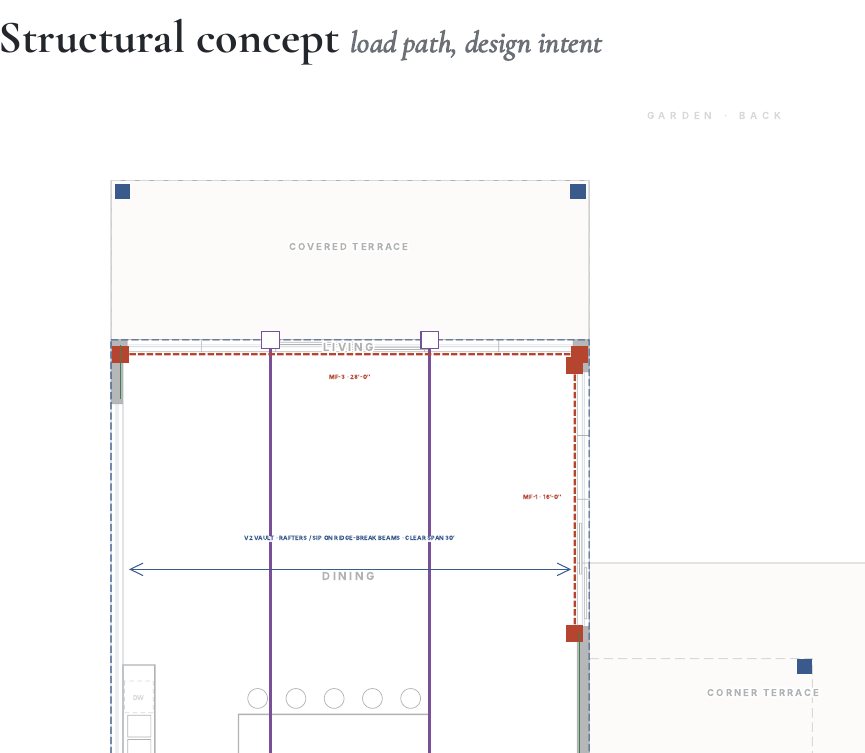 Structural concept load path, design intent
GARDEN · BACK
COVERED TERRACE
LIVING
MF-3 · 28'-0"
MF-1 · 16'-0"
V2 VAULT · RAFTERS / SIP ON RIDGE-BREAK BEAMS · CLEAR SPAN 30'
DINING
DW
CORNER TERRACE